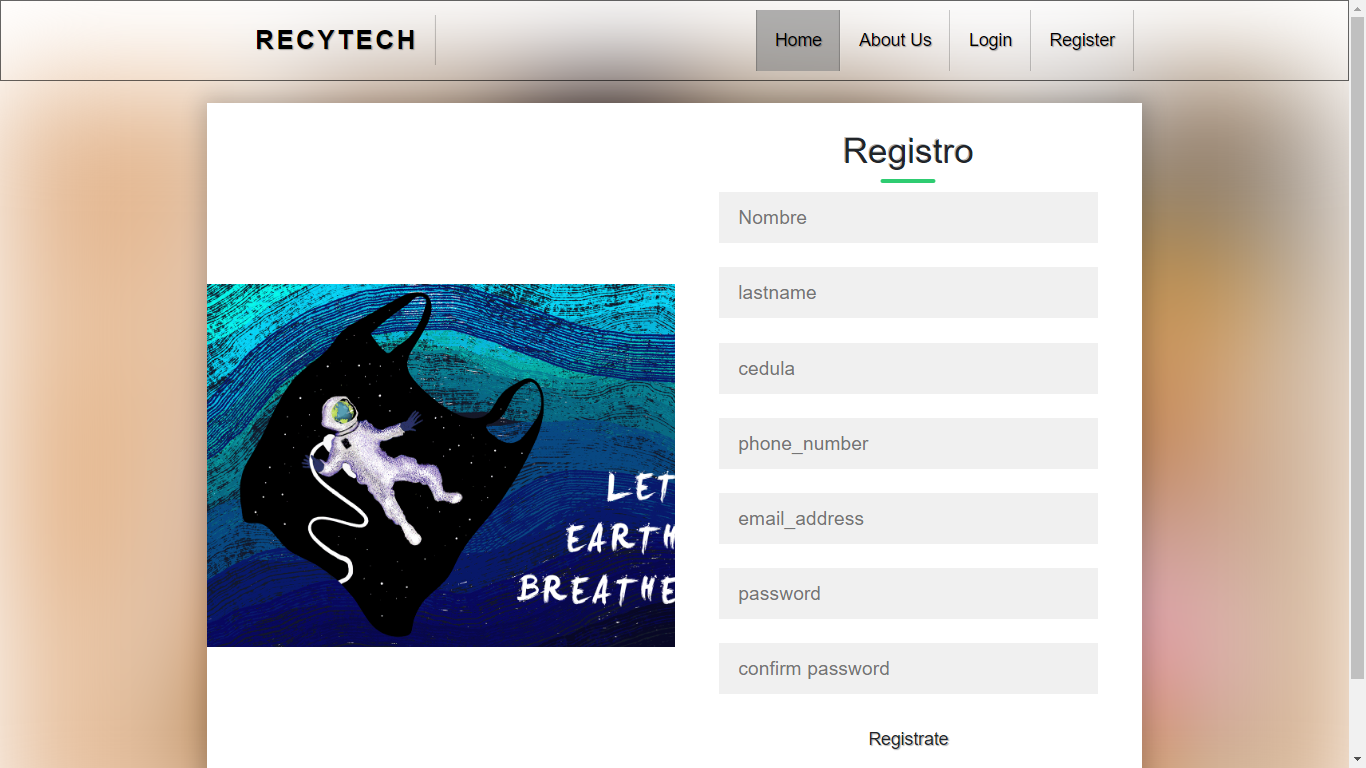 RECYTECH
Home About Us Login Register
Registro
Nombre
lastname
cedula
phone_number
email_address
password
confirm password
Registrate
LET
EARTH
BREATHE